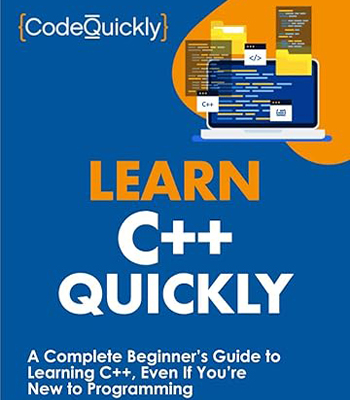 {CodeQuickly}
</>
C++
LEARN
C++
QUICKLY
A Complete Beginner's Guide to
Learning C++, Even If You're
New to Programming